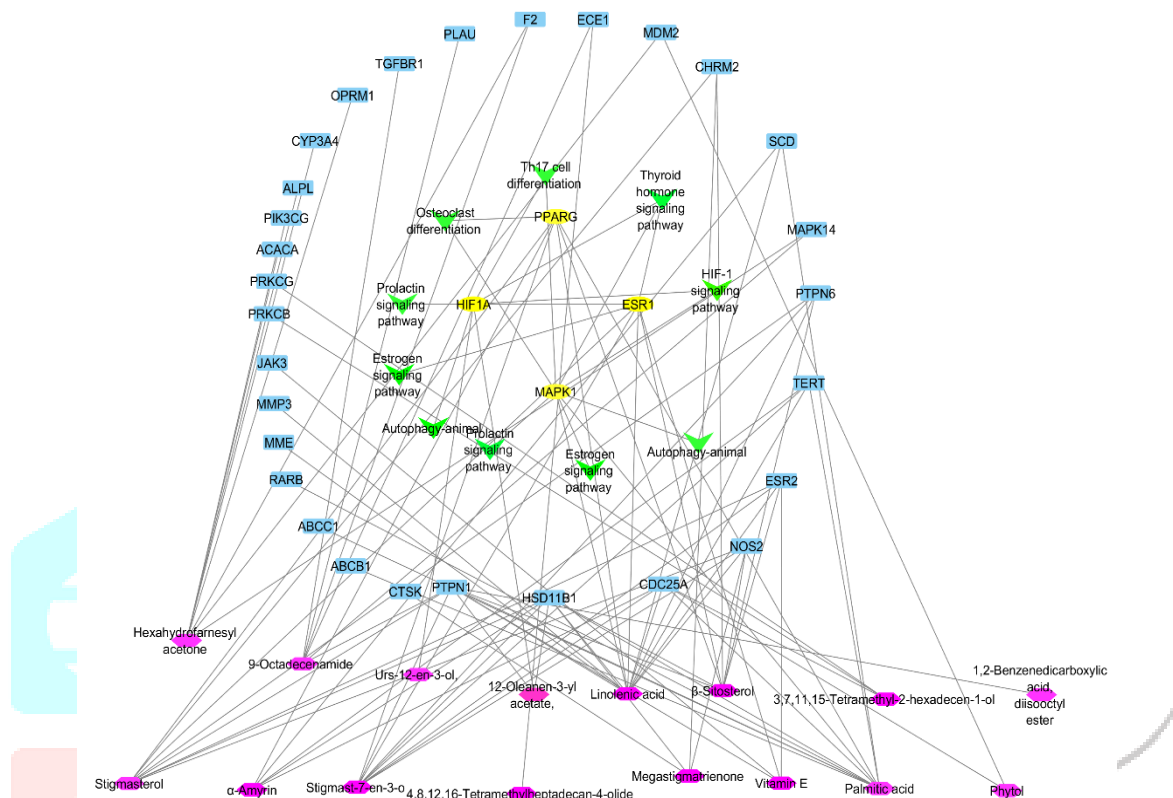 F2
ECE1
PLAU
MDM2
TGFBR1
CHRM2
OPRM1
CYP3A4
SCD
Th17 cell
differentiation
Thyroid
hormone
signaling
pathway
ALPL
Osteoclast
differentiation
PPARG
PIK3CG
MAPK14
ACACA
PRKCG
HIF-1
signaling
pathway
Prolactin
signaling
pathway
PTPN6
HIF1A
ESR1
PRKCB
JAK3
Estrogen
signaling
pathway
TERT
MAPK1
MMP3
Autophagy-animal
Prolactin
signaling
pathway
MME
Autophagy-animal
Estrogen
signaling
pathway
RARB
ESR2
ABCC1
NOS2
ABCB1
CTSK
PTPN1
HSD11B1
CDC25A
Hexahydrofarnesyl
acetone
9-Octadecenamide
Urs-12-en-3-ol,
12-Oleanen-3-yl
acetate,
Linolenic acid
β-Sitosterol
3,7,11,15-Tetramethyl-2-hexadecen-1-ol
1,2-Benzenedicarboxylic
acid,
diisooctyl
ester
Stigmasterol
α-Amyrin
Stigmast-7-en-3-o
4,8,12,16-Tetramethylheptadecan-4-olide
Megastigmatrienone
Vitamin E
Palmitic acid
Phytol